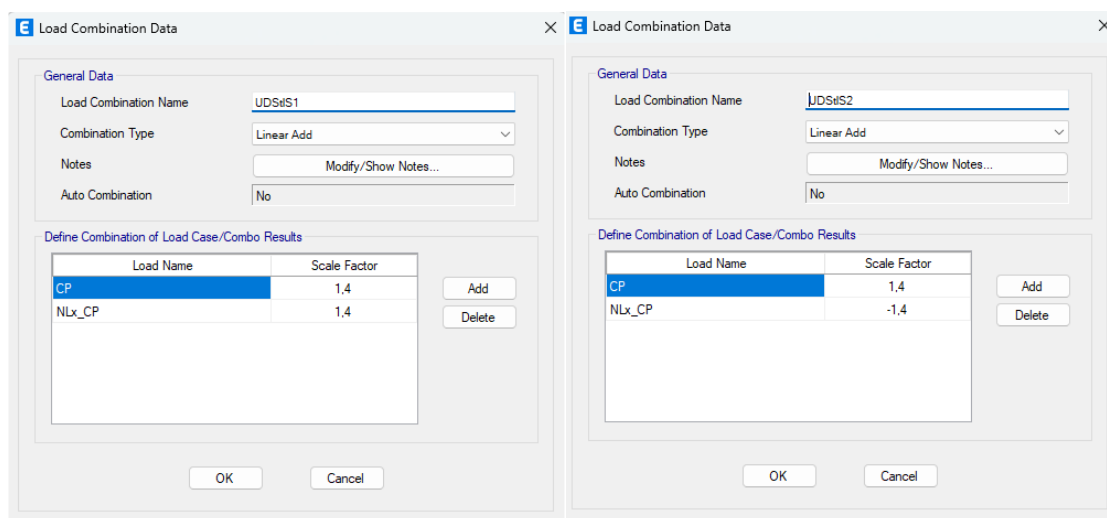 E Load Combination Data
General Data
Load Combination Name UDStlS1
Combination Type Linear Add
Notes Modify/Show Notes...
Auto Combination No
Define Combination of Load Case/Combo Results
Load Name Scale Factor
CP 1,4 Add
NLx_CP 1,4 Delete
OK Cancel
E Load Combination Data
General Data
Load Combination Name UDStlS2
Combination Type Linear Add
Notes Modify/Show Notes...
Auto Combination No
Define Combination of Load Case/Combo Results
Load Name Scale Factor
CP 1,4 Add
NLx_CP -1,4 Delete
OK Cancel